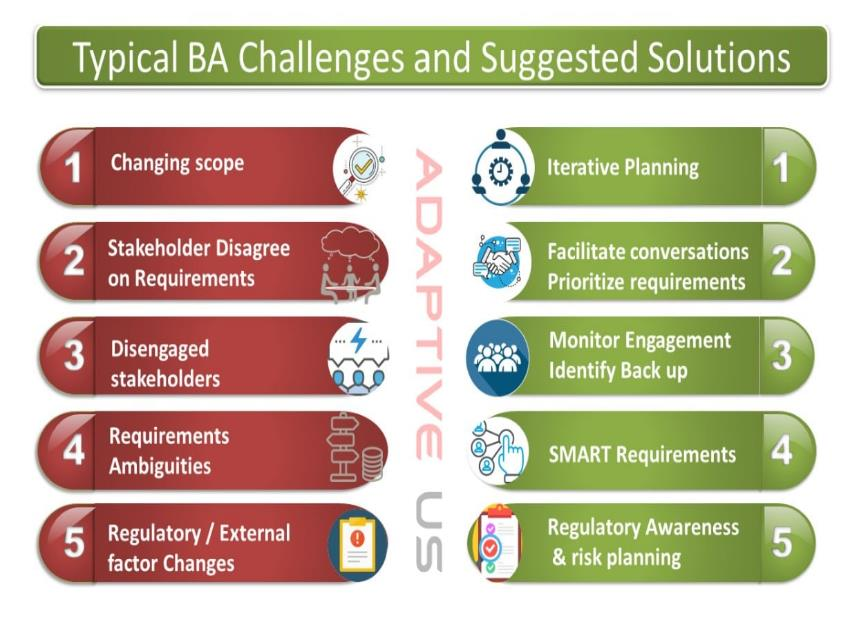 Typical BA Challenges and Suggested Solutions
1
Changing scope
Iterative Planning
1
2
Stakeholder Disagree
on Requirements
Facilitate conversations
Prioritize requirements
2
3
Disengaged
stakeholders
Monitor Engagement
Identify Back up
3
4
Requirements
Ambiguities
SMART Requirements
4
5
Regulatory / External
factor Changes
Regulatory Awareness
& risk planning
5
ADAPTIVE US